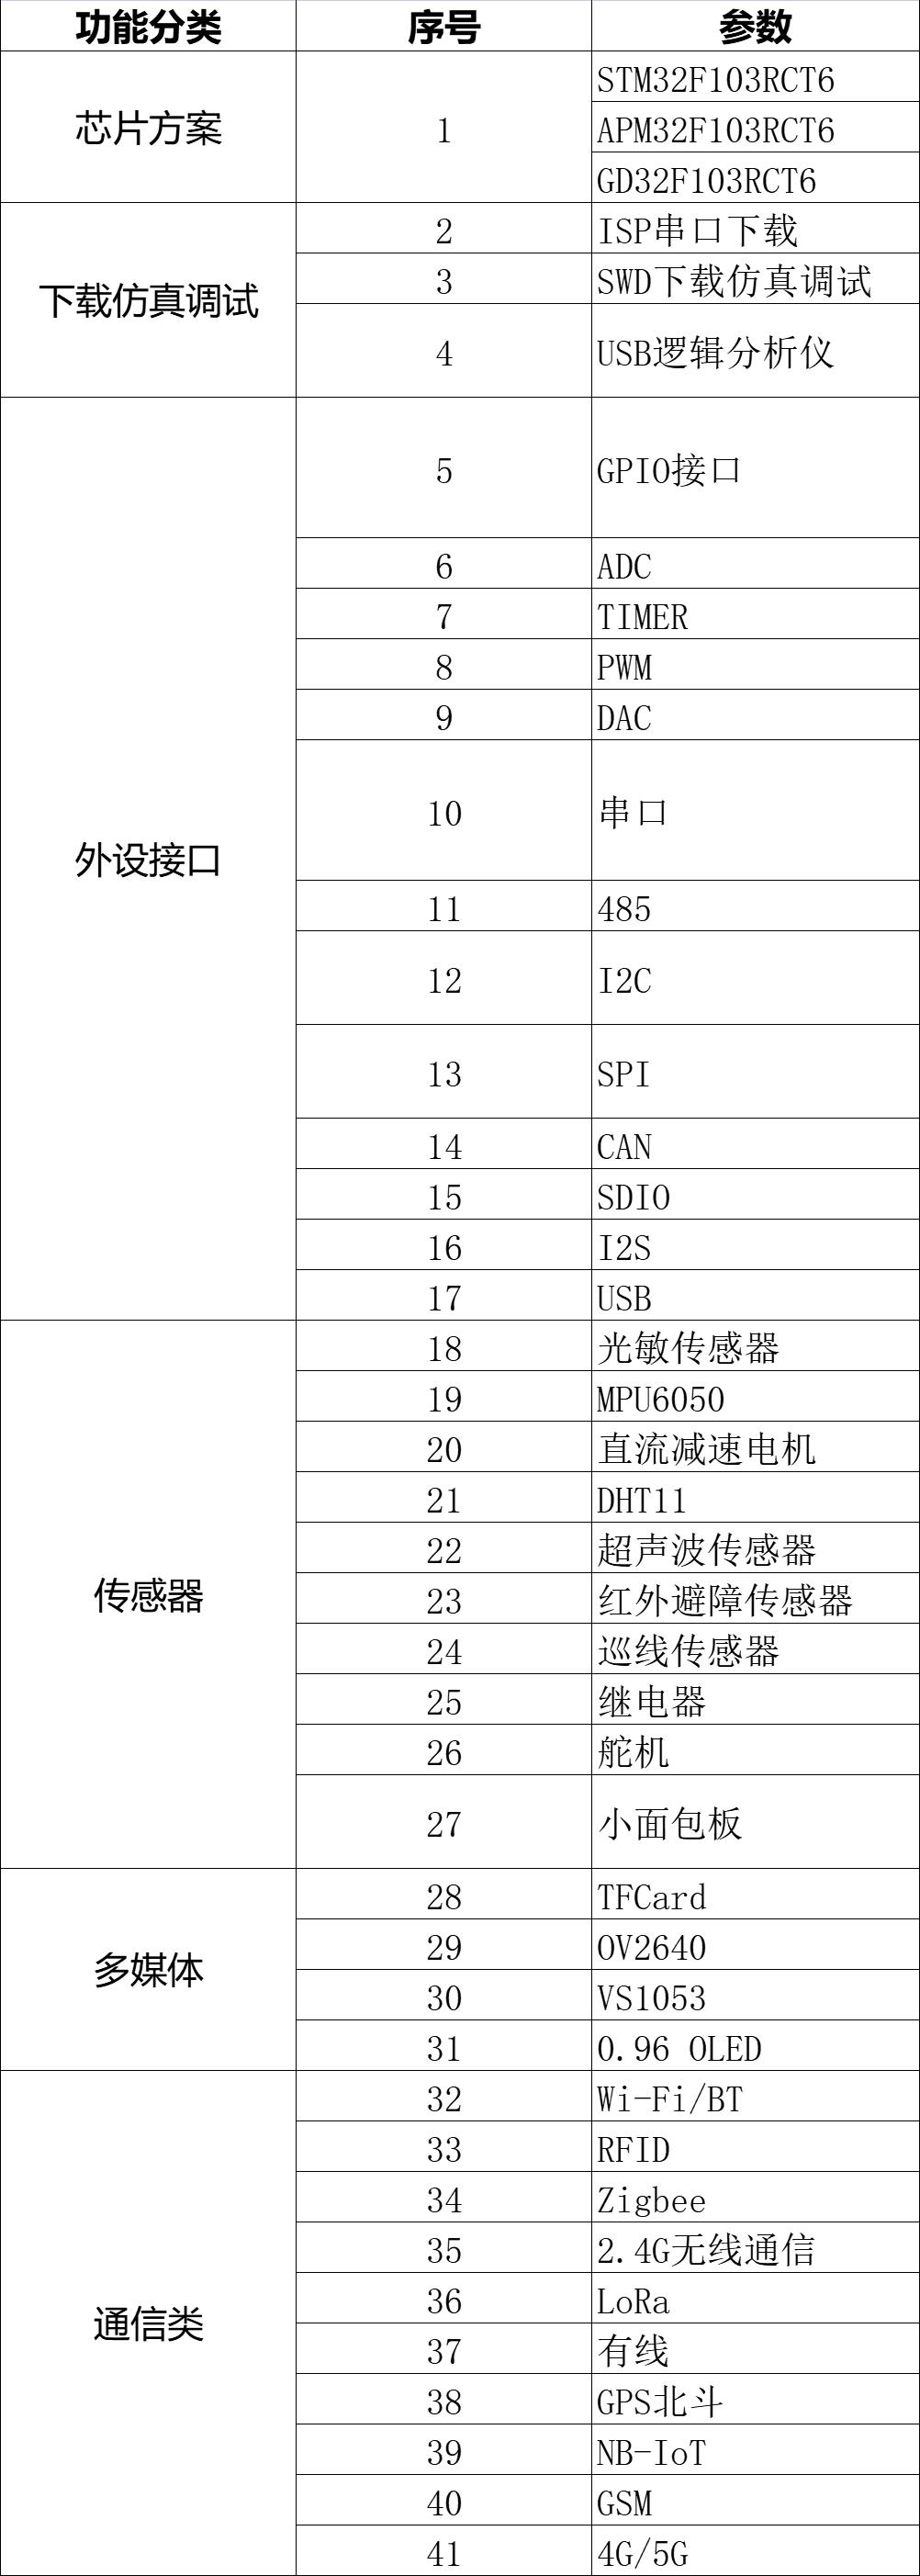 功能分类 序号 参数
芯片方案 1 STM32F103RCT6
APM32F103RCT6
GD32F103RCT6
下载仿真调试 2 ISP串口下载
3 SWD下载仿真调试
4 USB逻辑分析仪
外设接口 5 GPIO接口
6 ADC
7 TIMER
8 PWM
9 DAC
10 串口
11 485
12 I2C
13 SPI
14 CAN
15 SDIO
16 I2S
17 USB
传感器 18 光敏传感器
19 MPU6050
20 直流减速电机
21 DHT11
22 超声波传感器
23 红外避障传感器
24 巡线传感器
25 继电器
26 舵机
27 小面包板
多媒体 28 TFCard
29 OV2640
30 VS1053
31 0.96 OLED
通信类 32 Wi-Fi/BT
33 RFID
34 Zigbee
35 2.4G无线通信
36 LoRa
37 有线
38 GPS北斗
39 NB-IoT
40 GSM
41 4G/5G